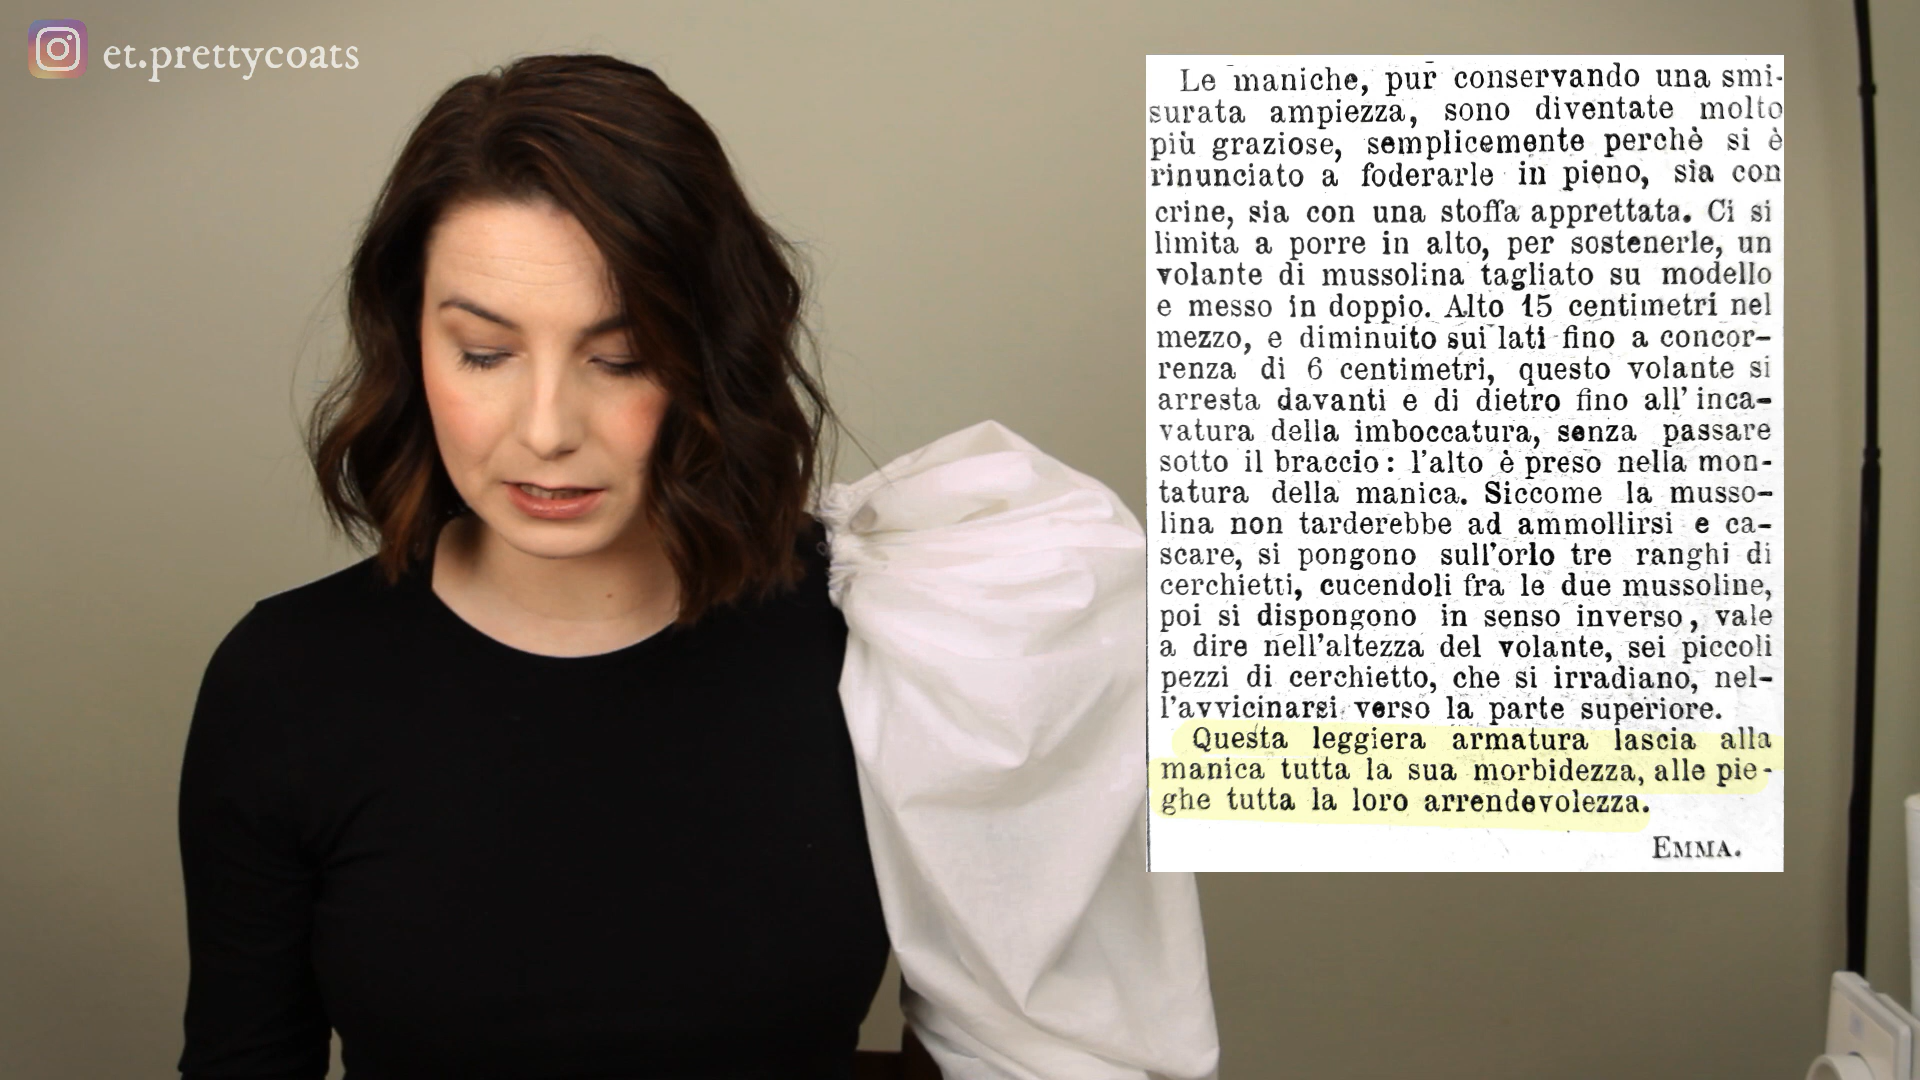 et.prettycoats
Le maniche, pur conservando una smi-
surata ampiezza, sono diventate molto
più graziose, semplicemente perchè si è
rinunciato a foderarle in pieno, sia con
crine, sia con una stoffa apprettata. Ci si
limita a porre in alto, per sostenerle, un
volante di mussolina tagliato su modello
e messo in doppio. Alto 15 centimetri nel
mezzo, e diminuito sui lati fino a concor-
renza di 6 centimetri, questo volante si
arresta davanti e di dietro fino all'inca-
vatura della imboccatura, senza passare
sotto il braccio: l'alto è preso nella mon-
tatura della manica. Siccome la musso-
lina non tarderebbe ad ammollirsi e ca-
scare, si pongono sull'orlo tre ranghi di
cerchietti, cucendoli fra le due mussoline,
poi si dispongono in senso inverso, vale
a dire nell'altezza del volante, sei piccoli
pezzi di cerchietto, che si irradiano, nel-
l'avvicinarsi verso la parte superiore.
Questa leggiera armatura lascia alla
manica tutta la sua morbidezza, alle pie-
ghe tutta la loro arrendevolezza.
EMMA.